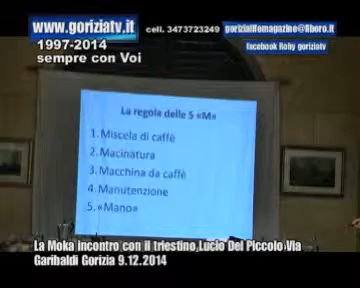 www.goriziatv.it
cell. 3473723249
gorizialifemagazine@libero.it
facebook Roby goriziatv
1997-2014
sempre con Voi
La regola delle 5 «M»
1. Miscela di caffè
2. Macinatura
3. Macchina da caffè
4. Manutenzione
5. «Mano»
La Moka incontro con il triestino,Lucio Del Piccolo Via
Garibaldi Gorizia 9.12.2014